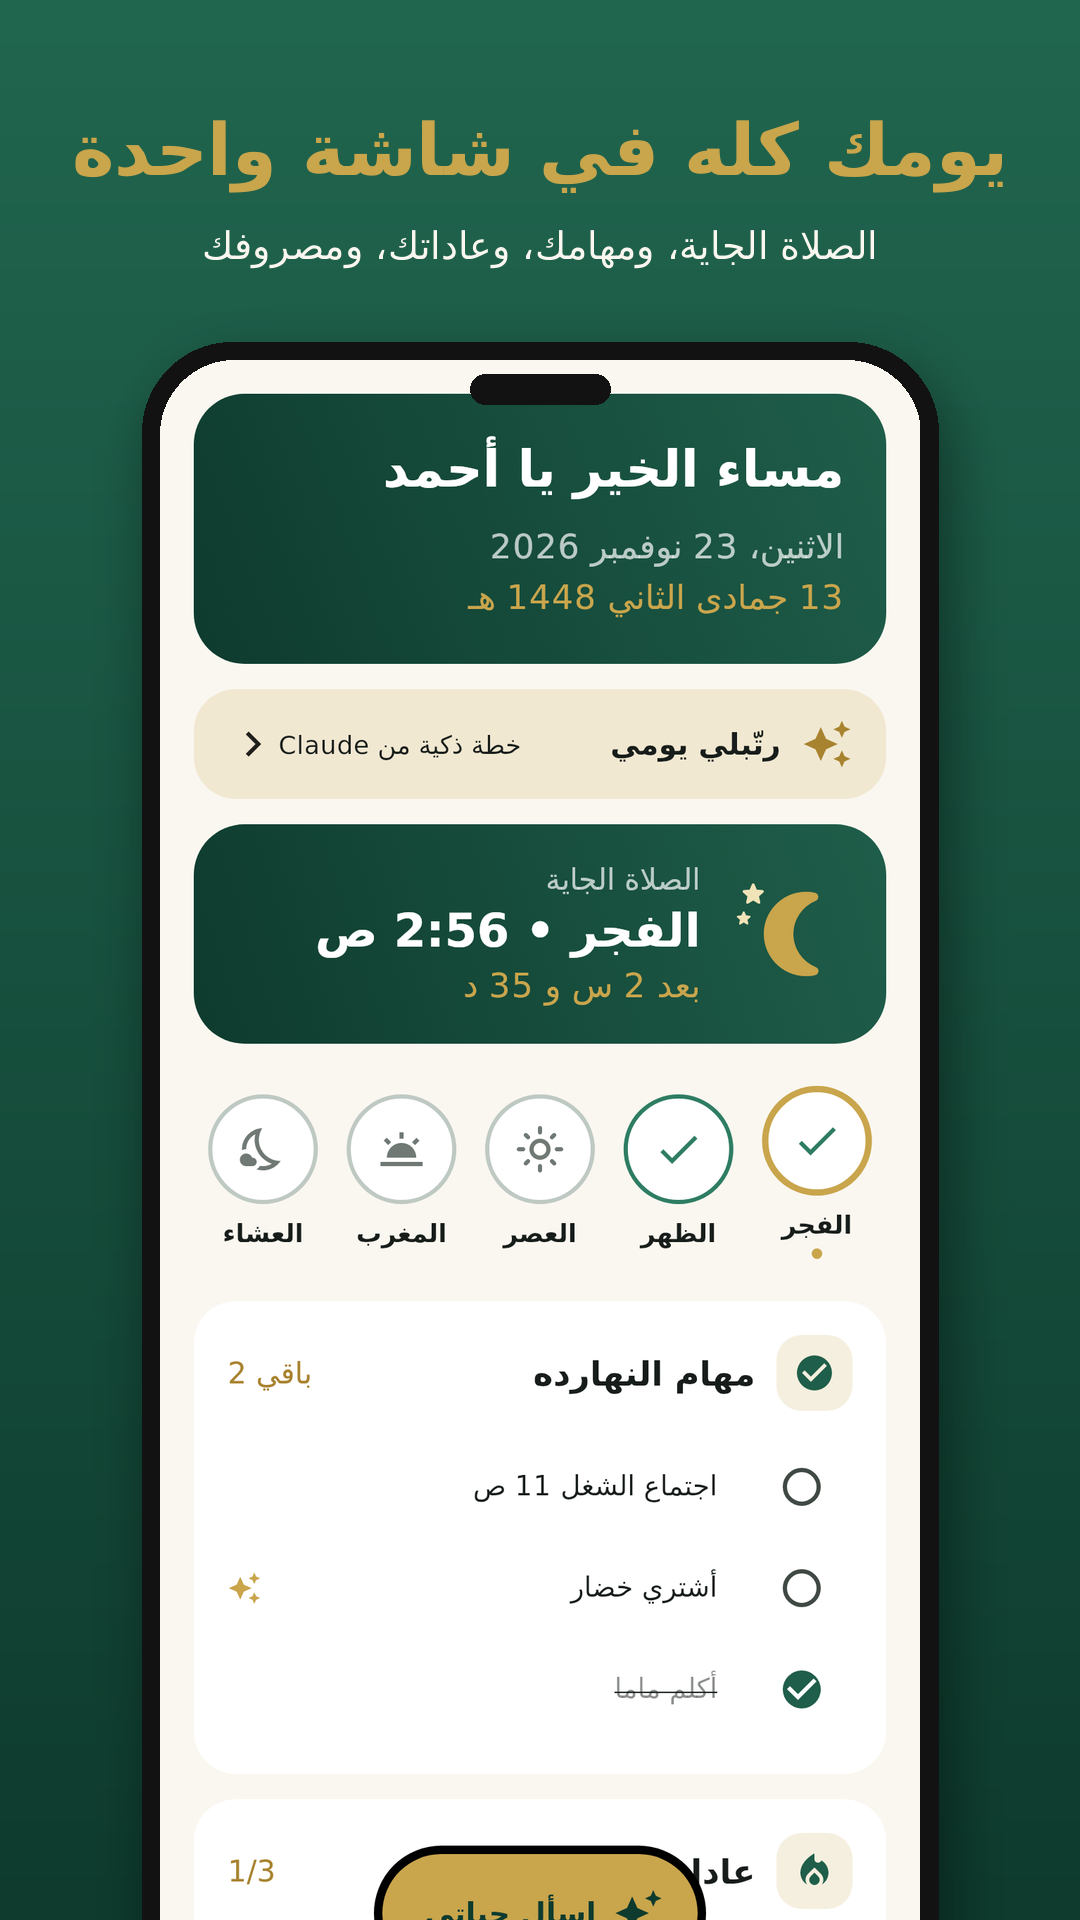 يومك كله في شاشة واحدة
الصلاة الجاية، ومهامك، وعاداتك، ومصروفك
مساء الخير يا أحمد
الاثنين، 23 نوفمبر 2026
13 جمادى الثاني 1448 هـ
رتّبلي يومي
خطة ذكية من Claude
الصلاة الجاية
الفجر • 2:56 ص
بعد 2 س و 35 د
الفجر
الظهر
العصر
المغرب
العشاء
مهام النهارده
باقي 2
اجتماع الشغل 11 ص
أشتري خضار
أكلم ماما
1/3
اسأل حياتي